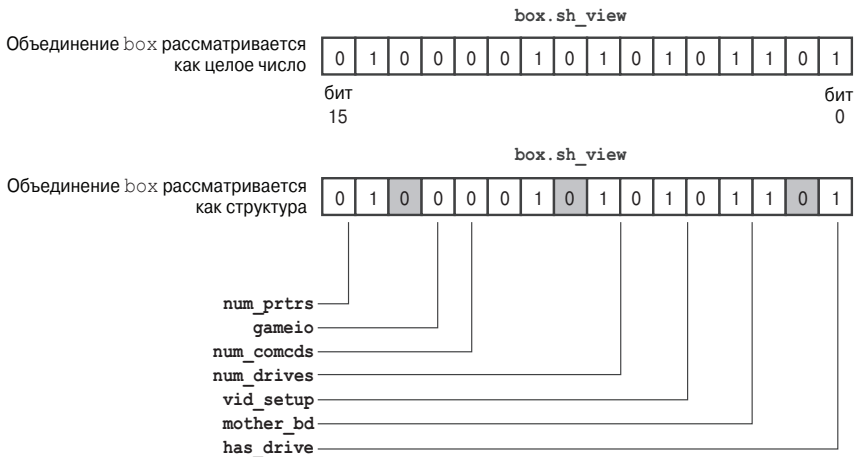 box.sh_view
Объединение box рассматривается
как целое число
0 1 0 0 0 0 1 0 1 0 1 0 1 1 0 1
бит
15
бит
0
box.sh_view
Объединение box рассматривается
как структура
0 1 0 0 0 0 1 0 1 0 1 0 1 1 0 1
num_prtrs
gameio
num_comcds
num_drives
vid_setup
mother_bd
has_drive